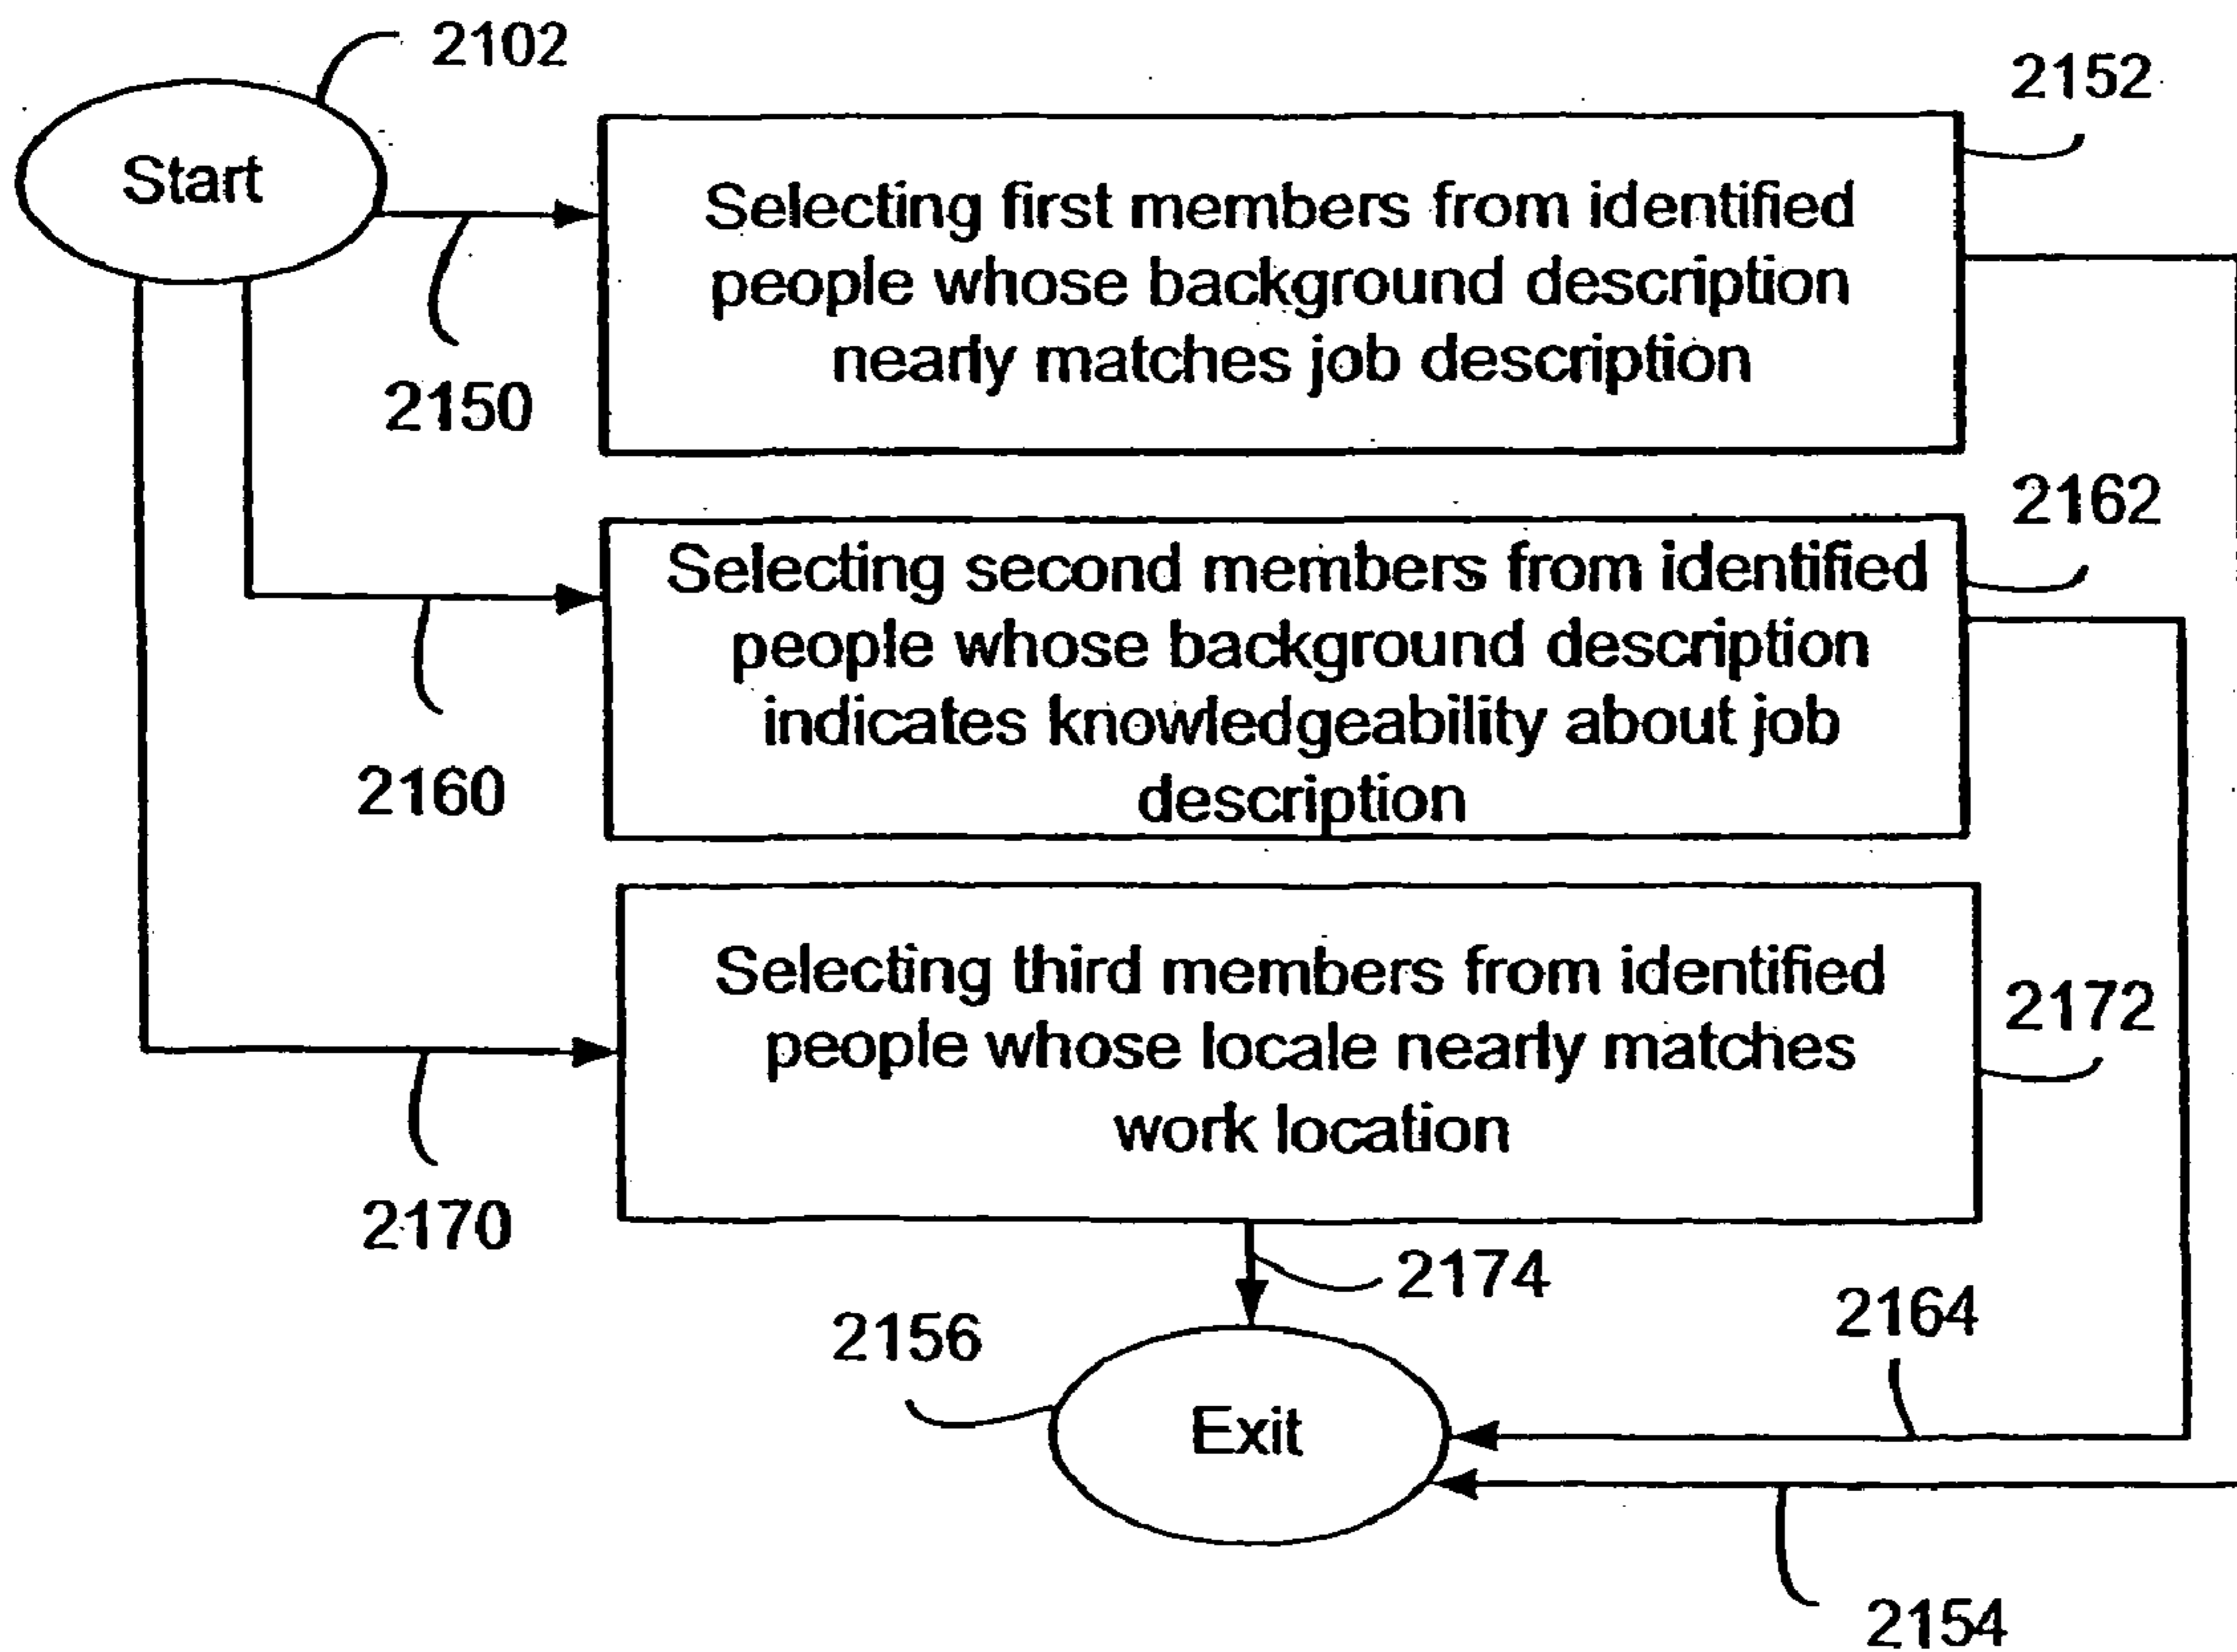 2102
Start
2152
Selecting first members from identified
people whose background description
nearly matches job description
2150
2162
Selecting second members from identified
people whose background description
indicates knowledgeability about job
description
2160
Selecting third members from identified
people whose locale nearly matches
work location
2172
2170
2174
2164
2156
Exit
2154